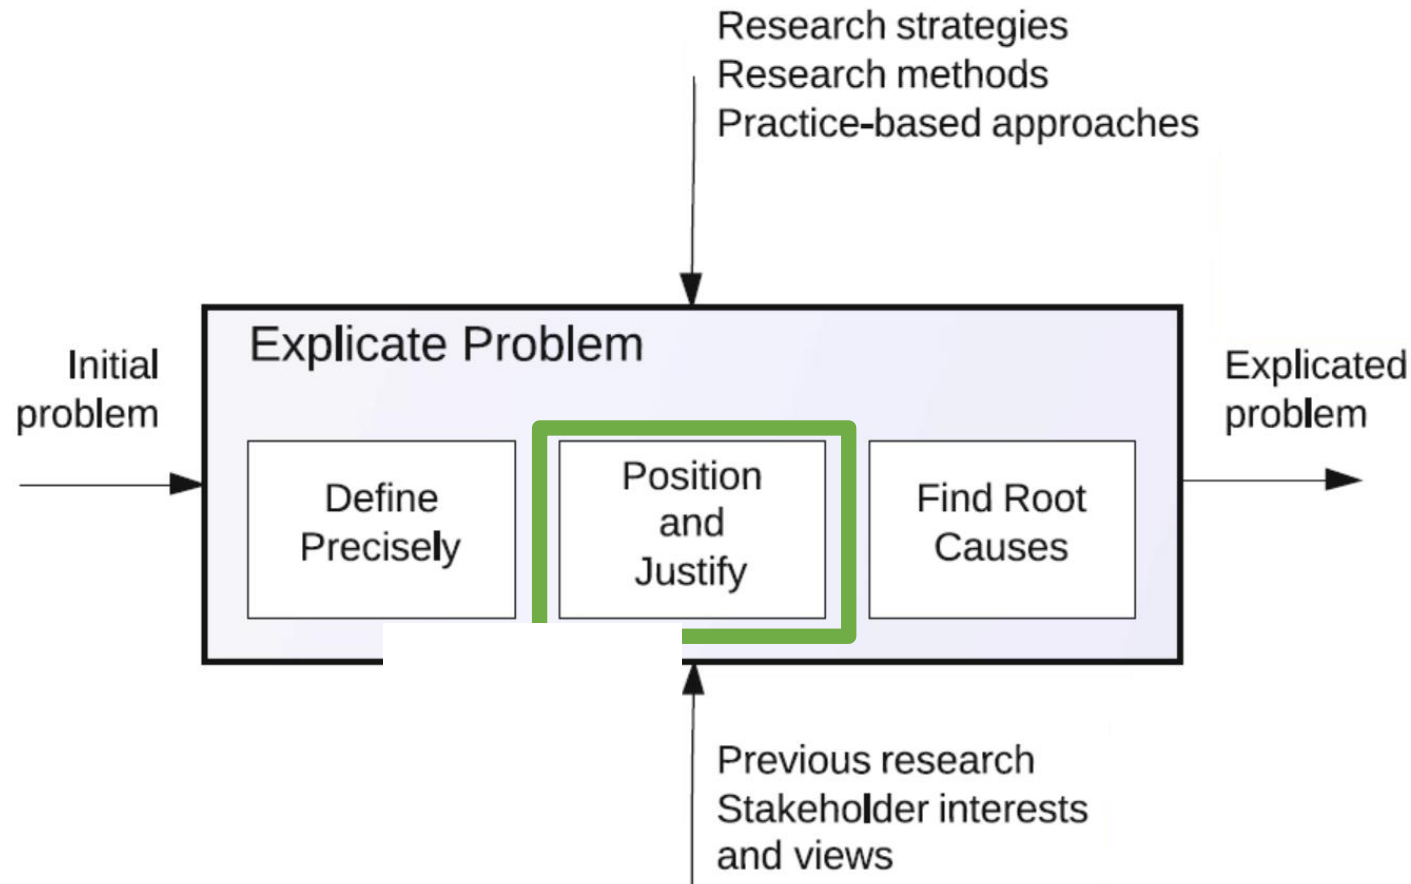 Research strategies
Research methods
Practice-based approaches
Explicate Problem
Initial
problem
Explicated
problem
Define
Precisely
Position
and
Justify
Find Root
Causes
Previous research
Stakeholder interests
and views